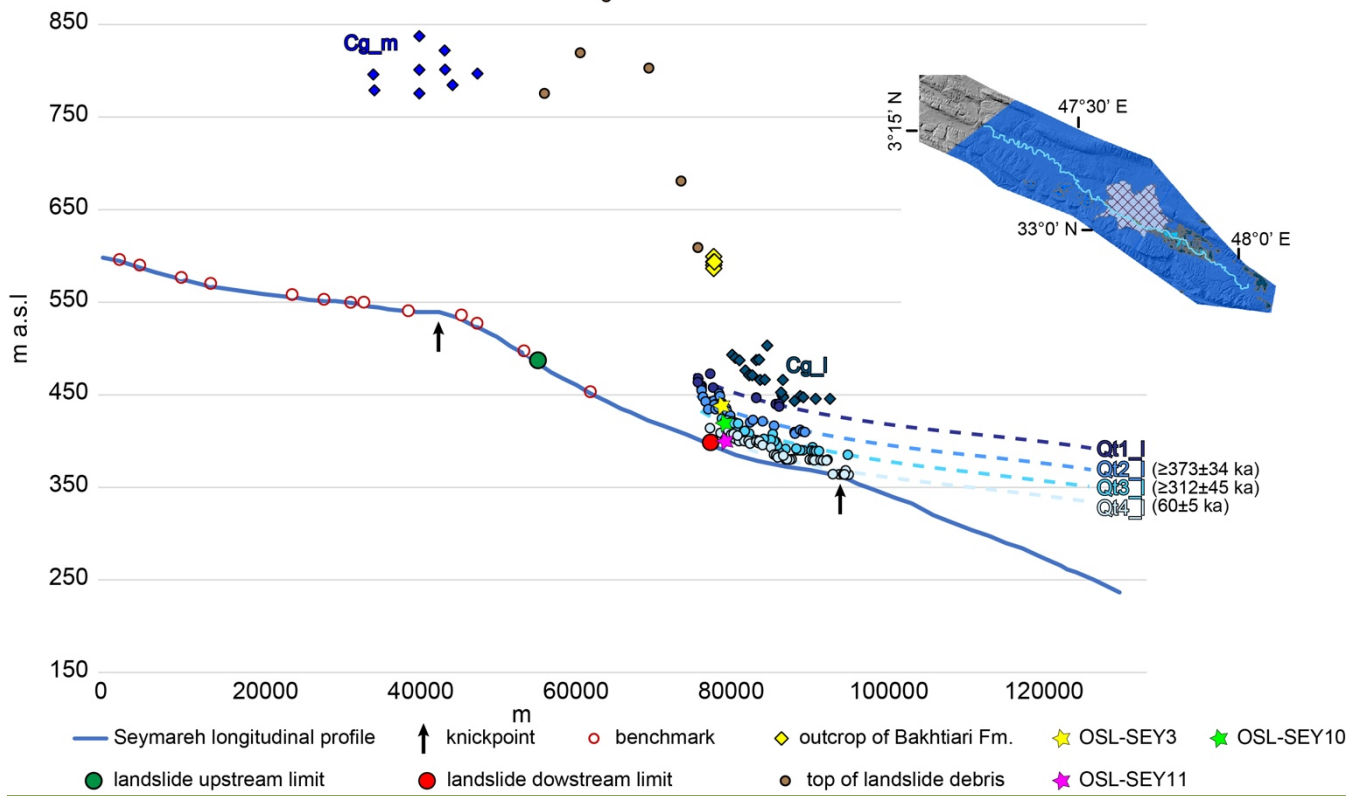 850
750
650
550
450
350
250
150
m a.s.l
Cg_m
Cg_l
3°15' N
47°30' E
33°0' N
48°0' E
Qt1_l
Qt2_l (≥373±34 ka)
Qt3_l (≥312±45 ka)
Qt4_l (60±5 ka)
0 20000 40000 60000 80000 100000 120000
m
Seymareh longitudinal profile knickpoint benchmark outcrop of Bakhtiari Fm. OSL-SEY3 OSL-SEY10
landslide upstream limit landslide dowstream limit top of landslide debris OSL-SEY11